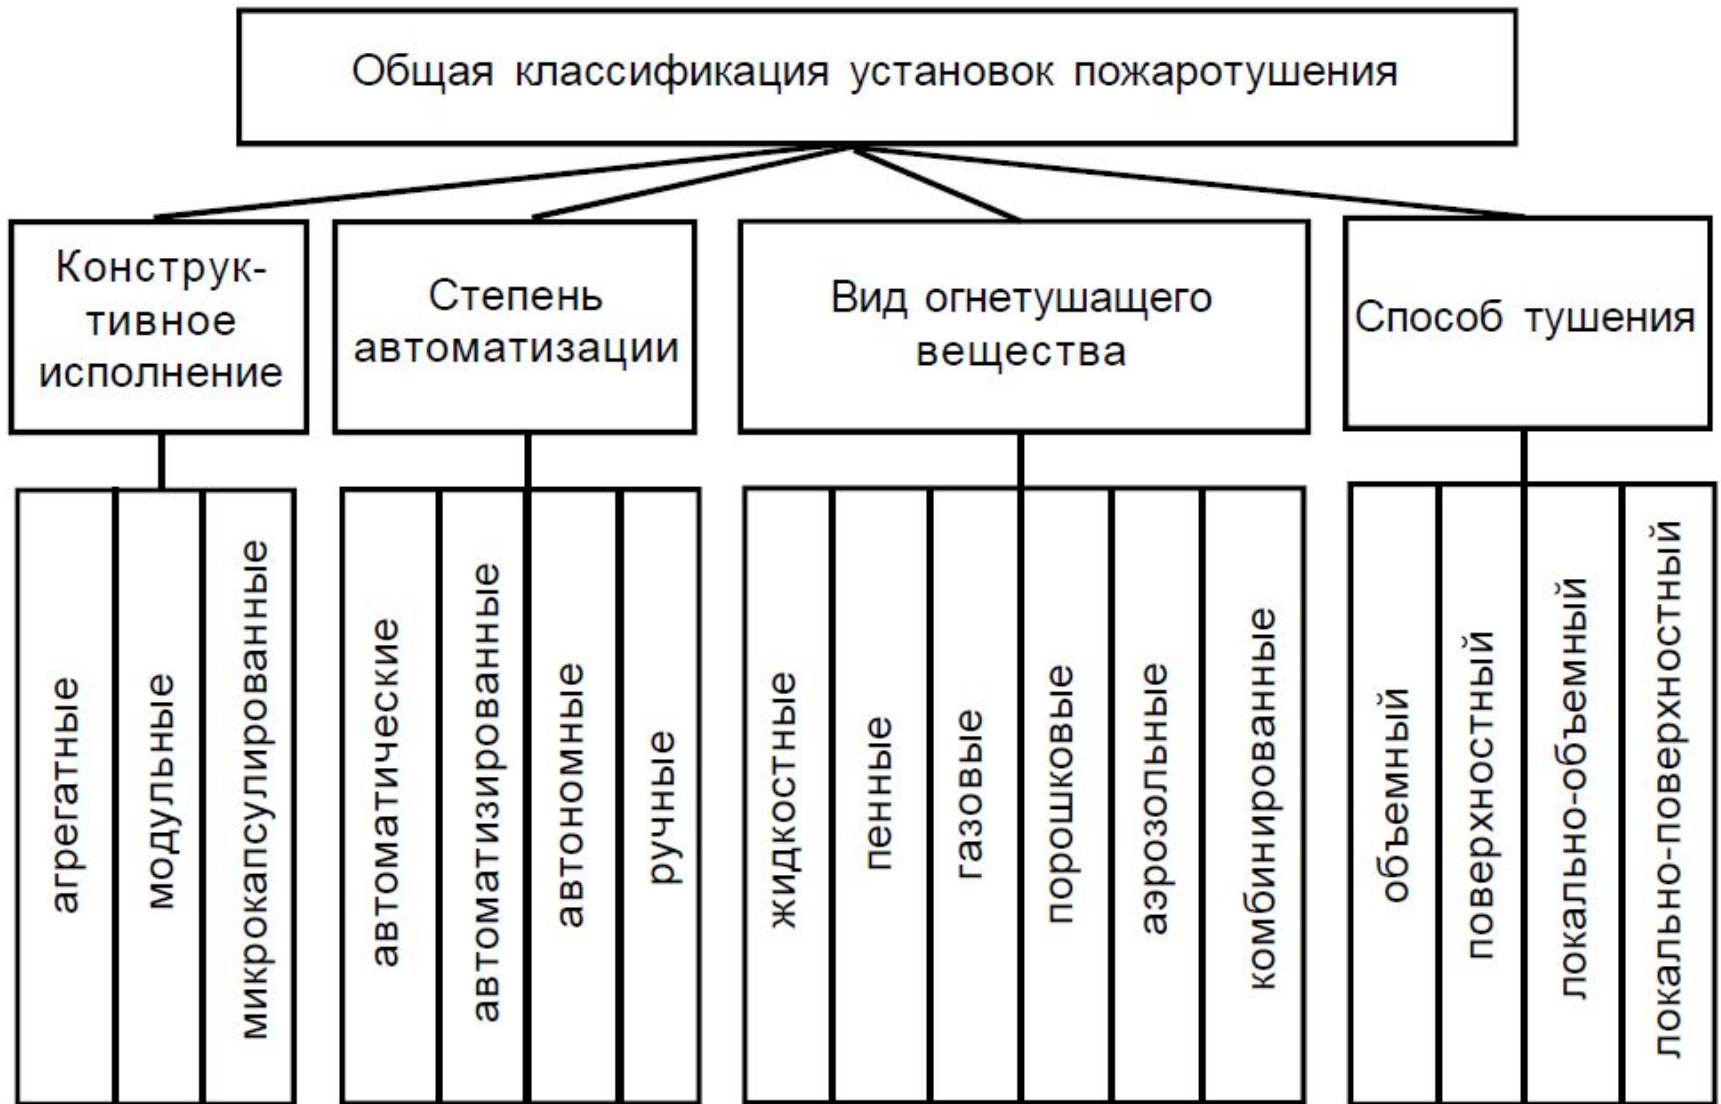 Общая классификация установок пожаротушения
Конструк-
тивное
исполнение
Степень
автоматизации
Вид огнетушащего
вещества
Способ тушения
агрегатные
модульные
микрокапсулированные
автоматические
автоматизированные
автономные
ручные
жидкостные
пенные
газовые
порошковые
аэрозольные
комбинированные
объемный
поверхностный
локально-объемный
локально-поверхностный